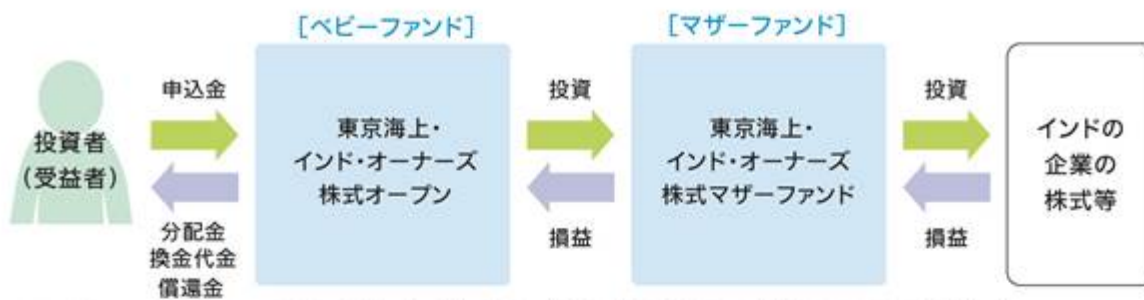 [ベビーファンド]
[マザーファンド]
投資者
(受益者)
申込金
分配金
換金代金
償還金
東京海上・
インド・オーナーズ
株式オープン
投資
損益
東京海上・
インド・オーナーズ
株式マザーファンド
投資
損益
インドの
企業の
株式等